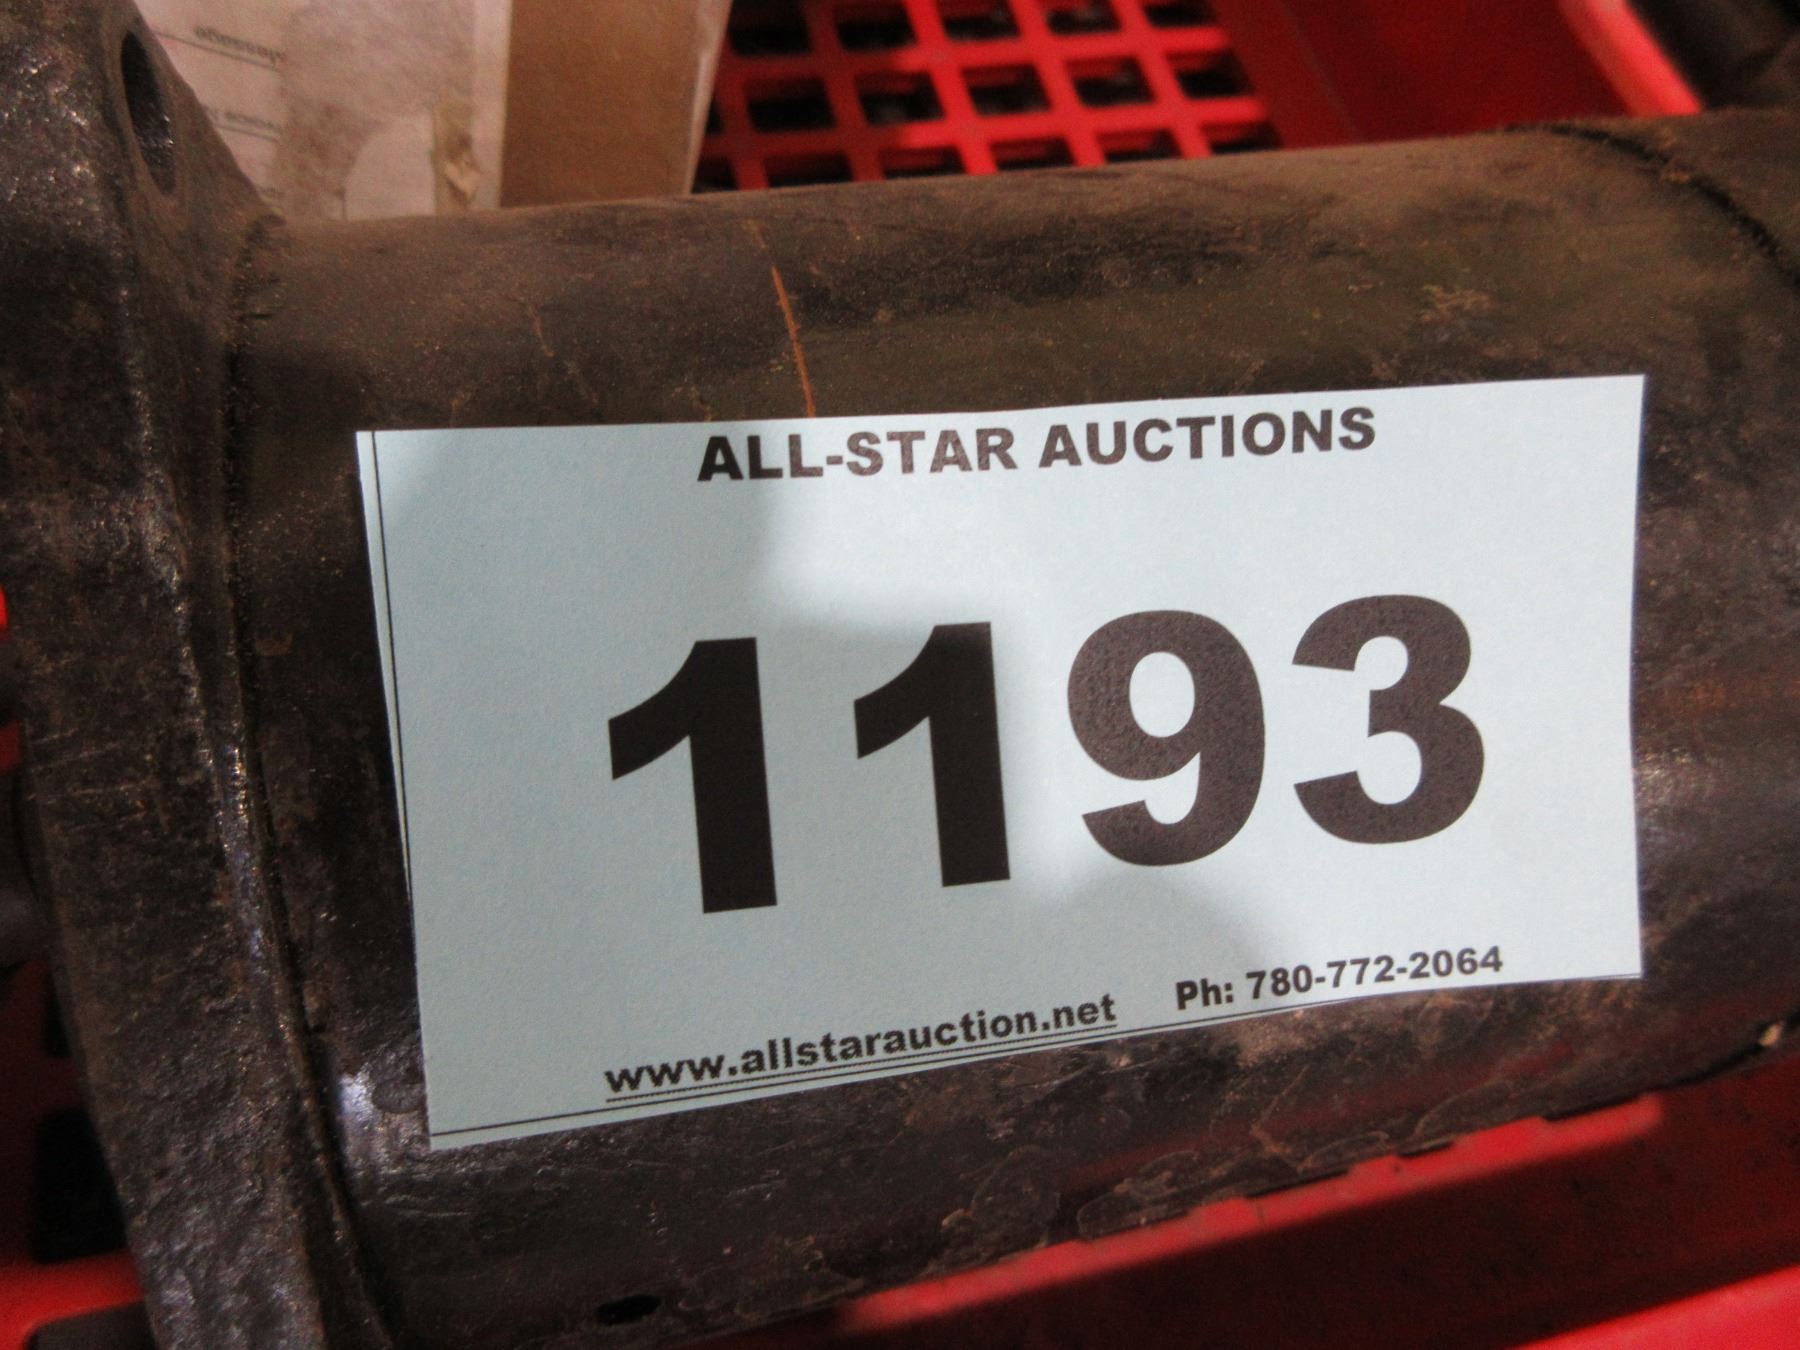 ALL-STAR AUCTIONS
1193
www.allstarauction.net Ph: 780-772-2064